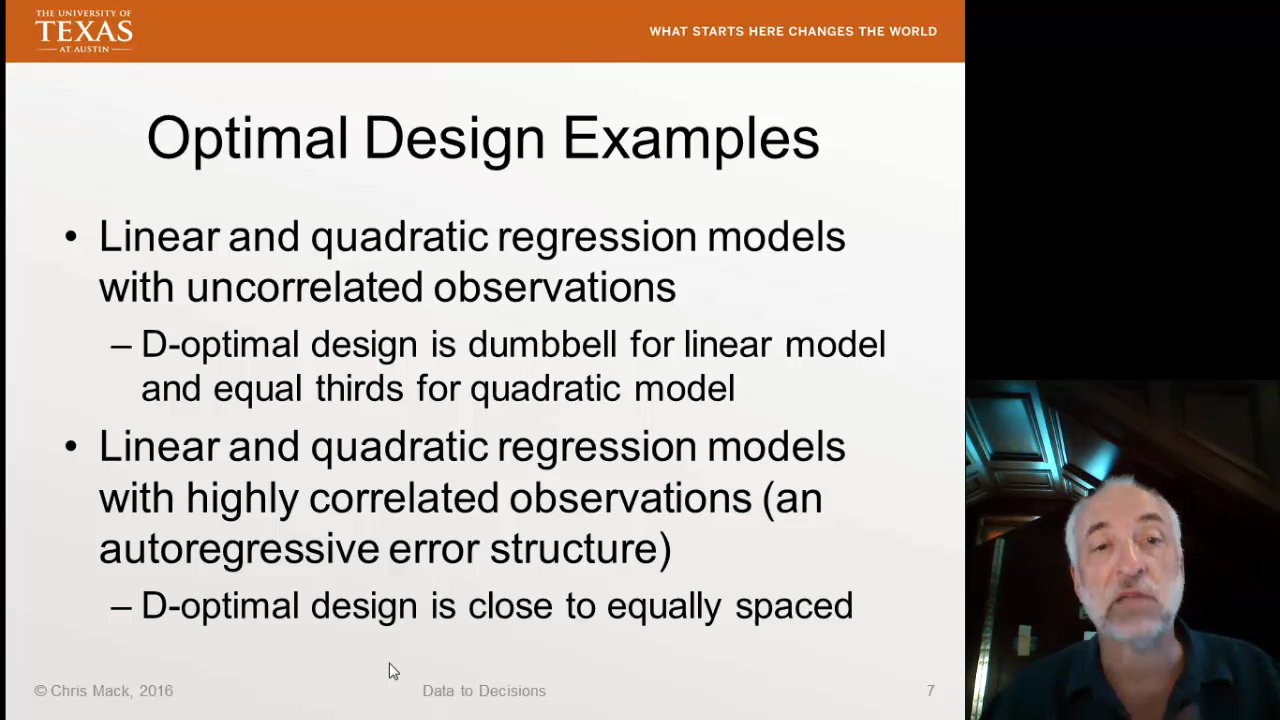 THE UNIVERSITY OF
TEXAS
AT AUSTIN
WHAT STARTS HERE CHANGES THE WORLD
Optimal Design Examples
• Linear and quadratic regression models
with uncorrelated observations
– D-optimal design is dumbbell for linear model
and equal thirds for quadratic model
• Linear and quadratic regression models
with highly correlated observations (an
autoregressive error structure)
– D-optimal design is close to equally spaced
© Chris Mack, 2016
Data to Decisions
7